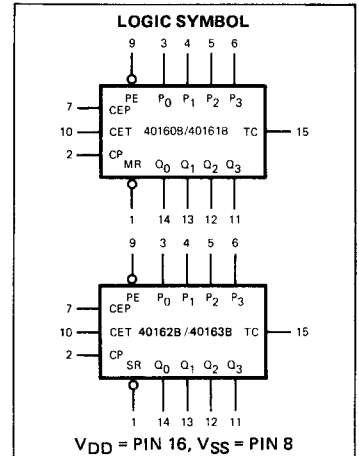 LOGIC SYMBOL
9 3 4 5 6
PE P0 P1 P2 P3
7 CEP
10 CET 40160B/40161B TC 15
2 CP
MR Q0 Q1 Q2 Q3
1 14 13 12 11
9 3 4 5 6
PE P0 P1 P2 P3
7 CEP
10 CET 40162B/40163B TC 15
2 CP
SR Q0 Q1 Q2 Q3
1 14 13 12 11
VDD = PIN 16, VSS = PIN 8